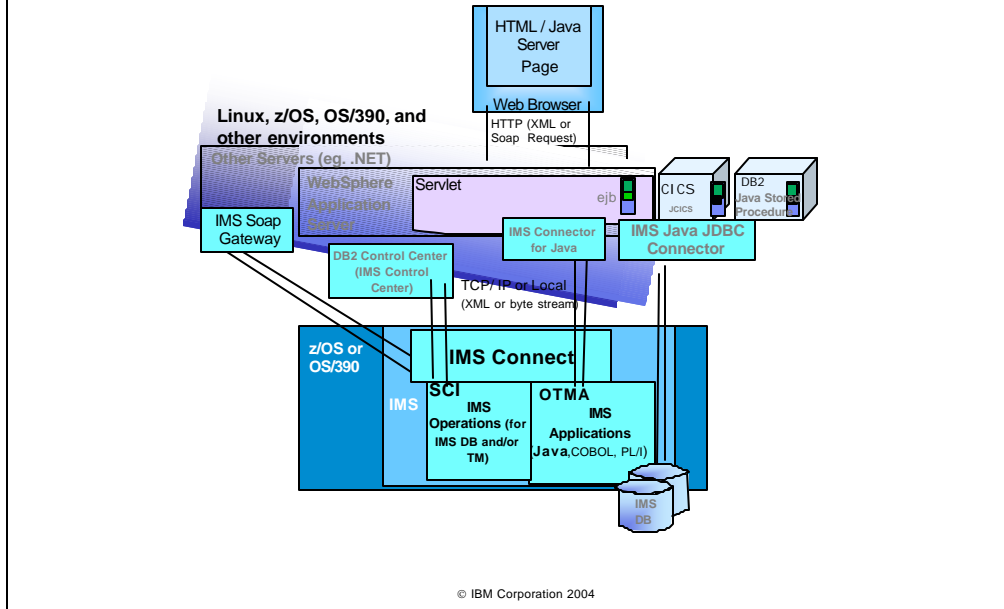 HTML / Java
Server
Page
Web Browser
HTTP (XML or
Soap Request)
Linux, z/OS, OS/390, and
other environments
Other Servers (eg. .NET)
WebSphere
Application
Server
Servlet
ejb
CICS
JCICS
DB2
Java Stored
Procedure
IMS Soap
Gateway
IMS Connector
for Java
IMS Java JDBC
Connector
DB2 Control Center
(IMS Control
Center)
TCP/ IP or Local
(XML or byte stream)
z/OS or
OS/390
IMS Connect
IMS
SCI
IMS
Operations (for
IMS DB and/or
TM)
OTMA
IMS
Applications
(Java,COBOL, PL/I)
IMS
DB
© IBM Corporation 2004